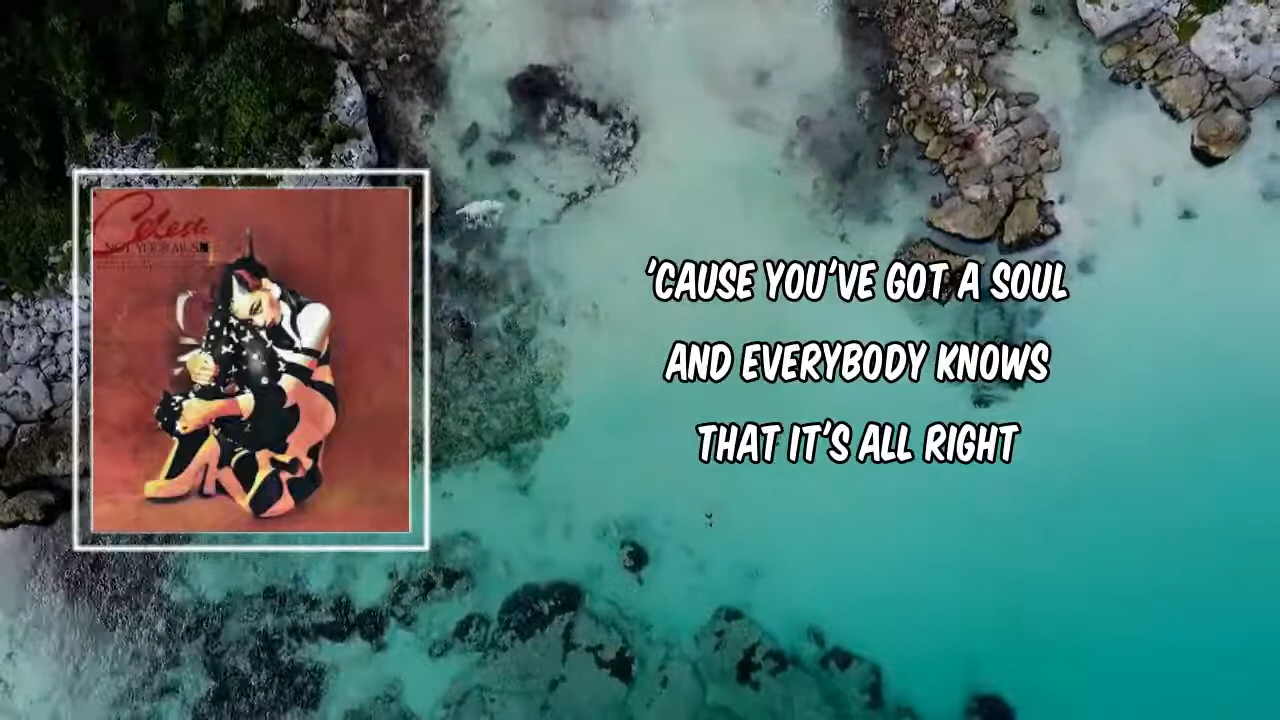 Celeste
NOT YOUR MUSE
'CAUSE YOU'VE GOT A SOUL
AND EVERYBODY KNOWS
THAT IT'S ALL RIGHT